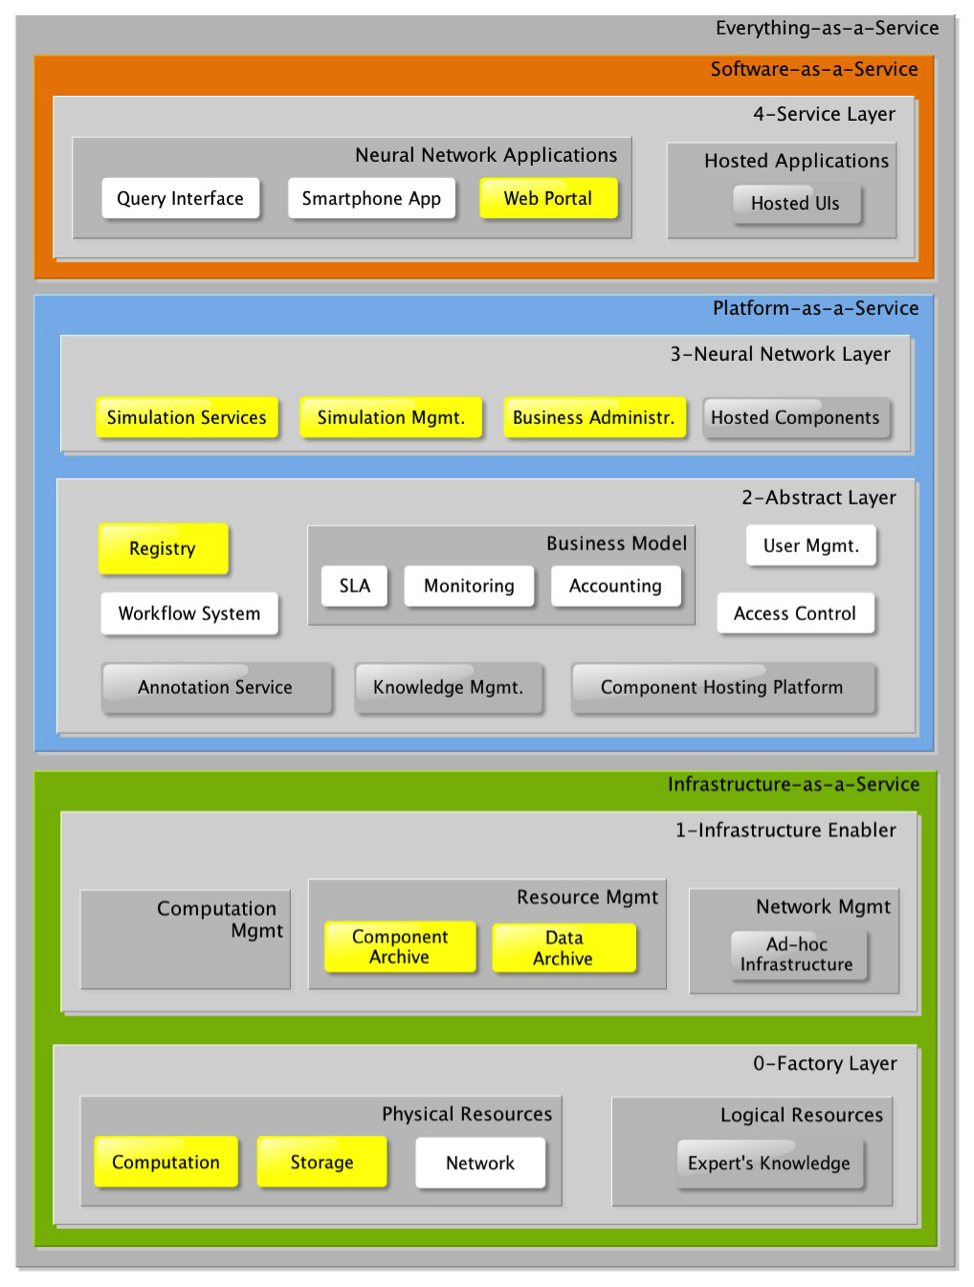 Everything-as-a-Service
Software-as-a-Service
4-Service Layer
Neural Network Applications
Query Interface
Smartphone App
Web Portal
Hosted Applications
Hosted UIs
Platform-as-a-Service
3-Neural Network Layer
Simulation Services
Simulation Mgmt.
Business Administr.
Hosted Components
2-Abstract Layer
Registry
Workflow System
Business Model
SLA
Monitoring
Accounting
User Mgmt.
Access Control
Annotation Service
Knowledge Mgmt.
Component Hosting Platform
Infrastructure-as-a-Service
1-Infrastructure Enabler
Computation
Mgmt
Resource Mgmt
Component
Archive
Data
Archive
Network Mgmt
Ad-hoc
Infrastructure
0-Factory Layer
Physical Resources
Computation
Storage
Network
Logical Resources
Expert's Knowledge